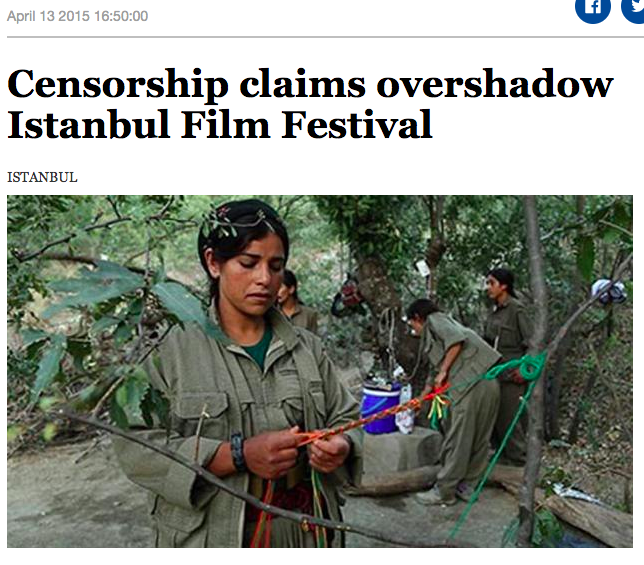 April 13 2015 16:50:00
Censorship claims overshadow
Istanbul Film Festival
ISTANBUL